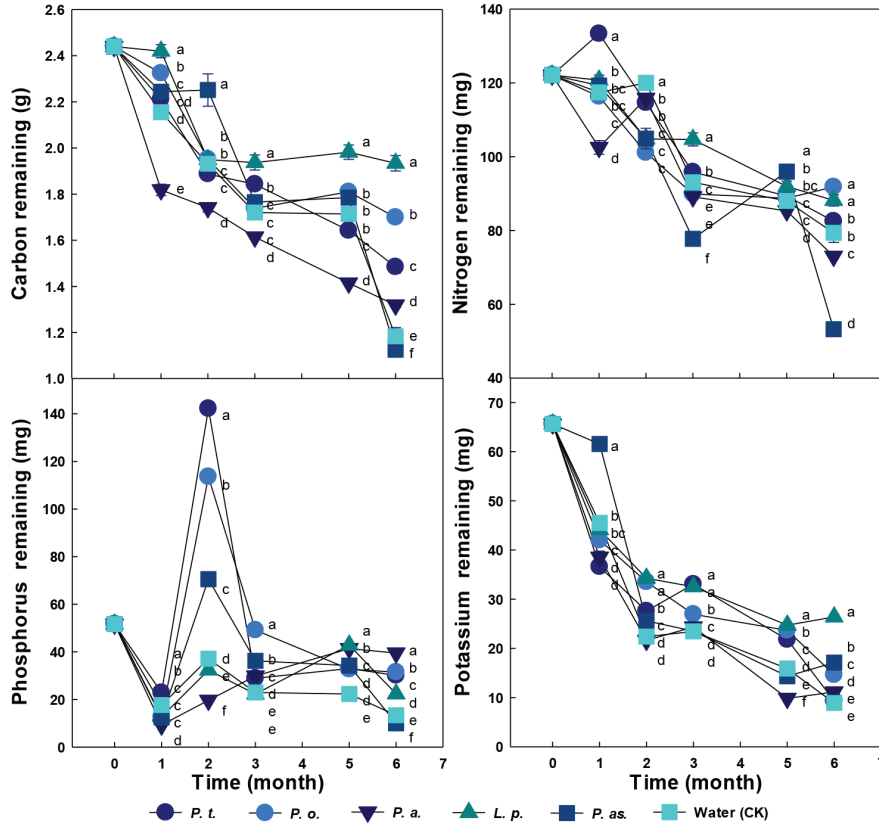 2.6
2.4
2.2
2.0
1.8
1.6
1.4
1.2
1.0
Carbon remaining (g)
a
b
c
cd
d
e
a
b
b
c
c
d
a
b
c
e
c
c
d
a
b
b
b
c
d
a
b
c
d
e
f
140
120
100
80
60
40
Nitrogen remaining (mg)
a
b
bc
bc
c
d
a
b
b
c
c
c
a
b
c
e
e
f
a
b
bc
c
c
d
a
a
b
b
c
d
140
120
100
80
60
40
20
0
Phosphorus remaining (mg)
a
b
c
c
c
d
a
b
c
d
e
f
a
b
c
d
e
e
a
b
c
c
d
e
a
b
c
d
e
f
0 1 2 3 4 5 6 7
Time (month)
70
60
50
40
30
20
10
0
Potassium remaining (mg)
a
b
bc
c
d
d
a
a
b
c
d
d
a
a
b
c
d
d
a
b
c
d
e
f
a
b
c
d
e
e
0 1 2 3 4 5 6 7
Time (month)
P. t. P. o. P. a. L. p. P. as. Water (CK)